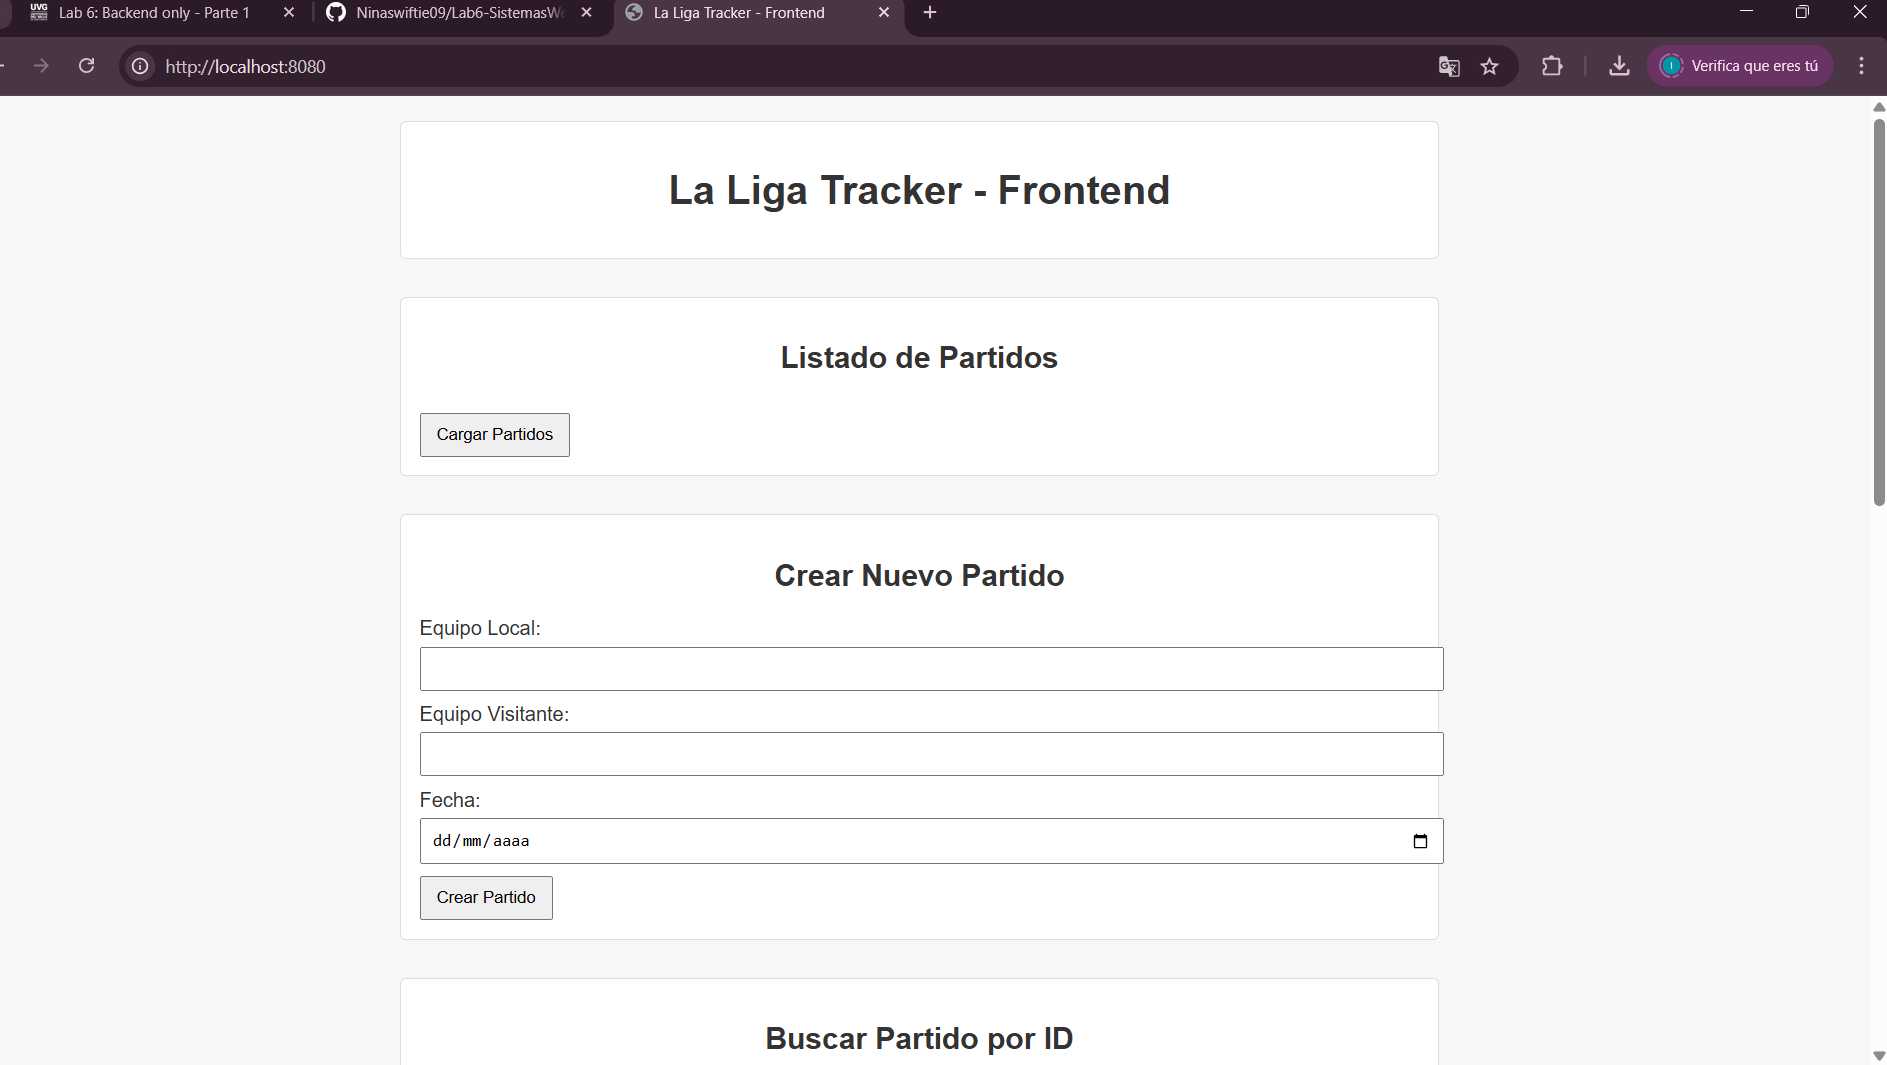 UVG Lab 6: Backend only - Parte 1
Ninaswiftie09/Lab6-SistemasWe
La Liga Tracker - Frontend
http://localhost:8080
Verifica que eres tú
La Liga Tracker - Frontend
Listado de Partidos
Cargar Partidos
Crear Nuevo Partido
Equipo Local:
Equipo Visitante:
Fecha:
dd/mm/aaaa
Crear Partido
Buscar Partido por ID